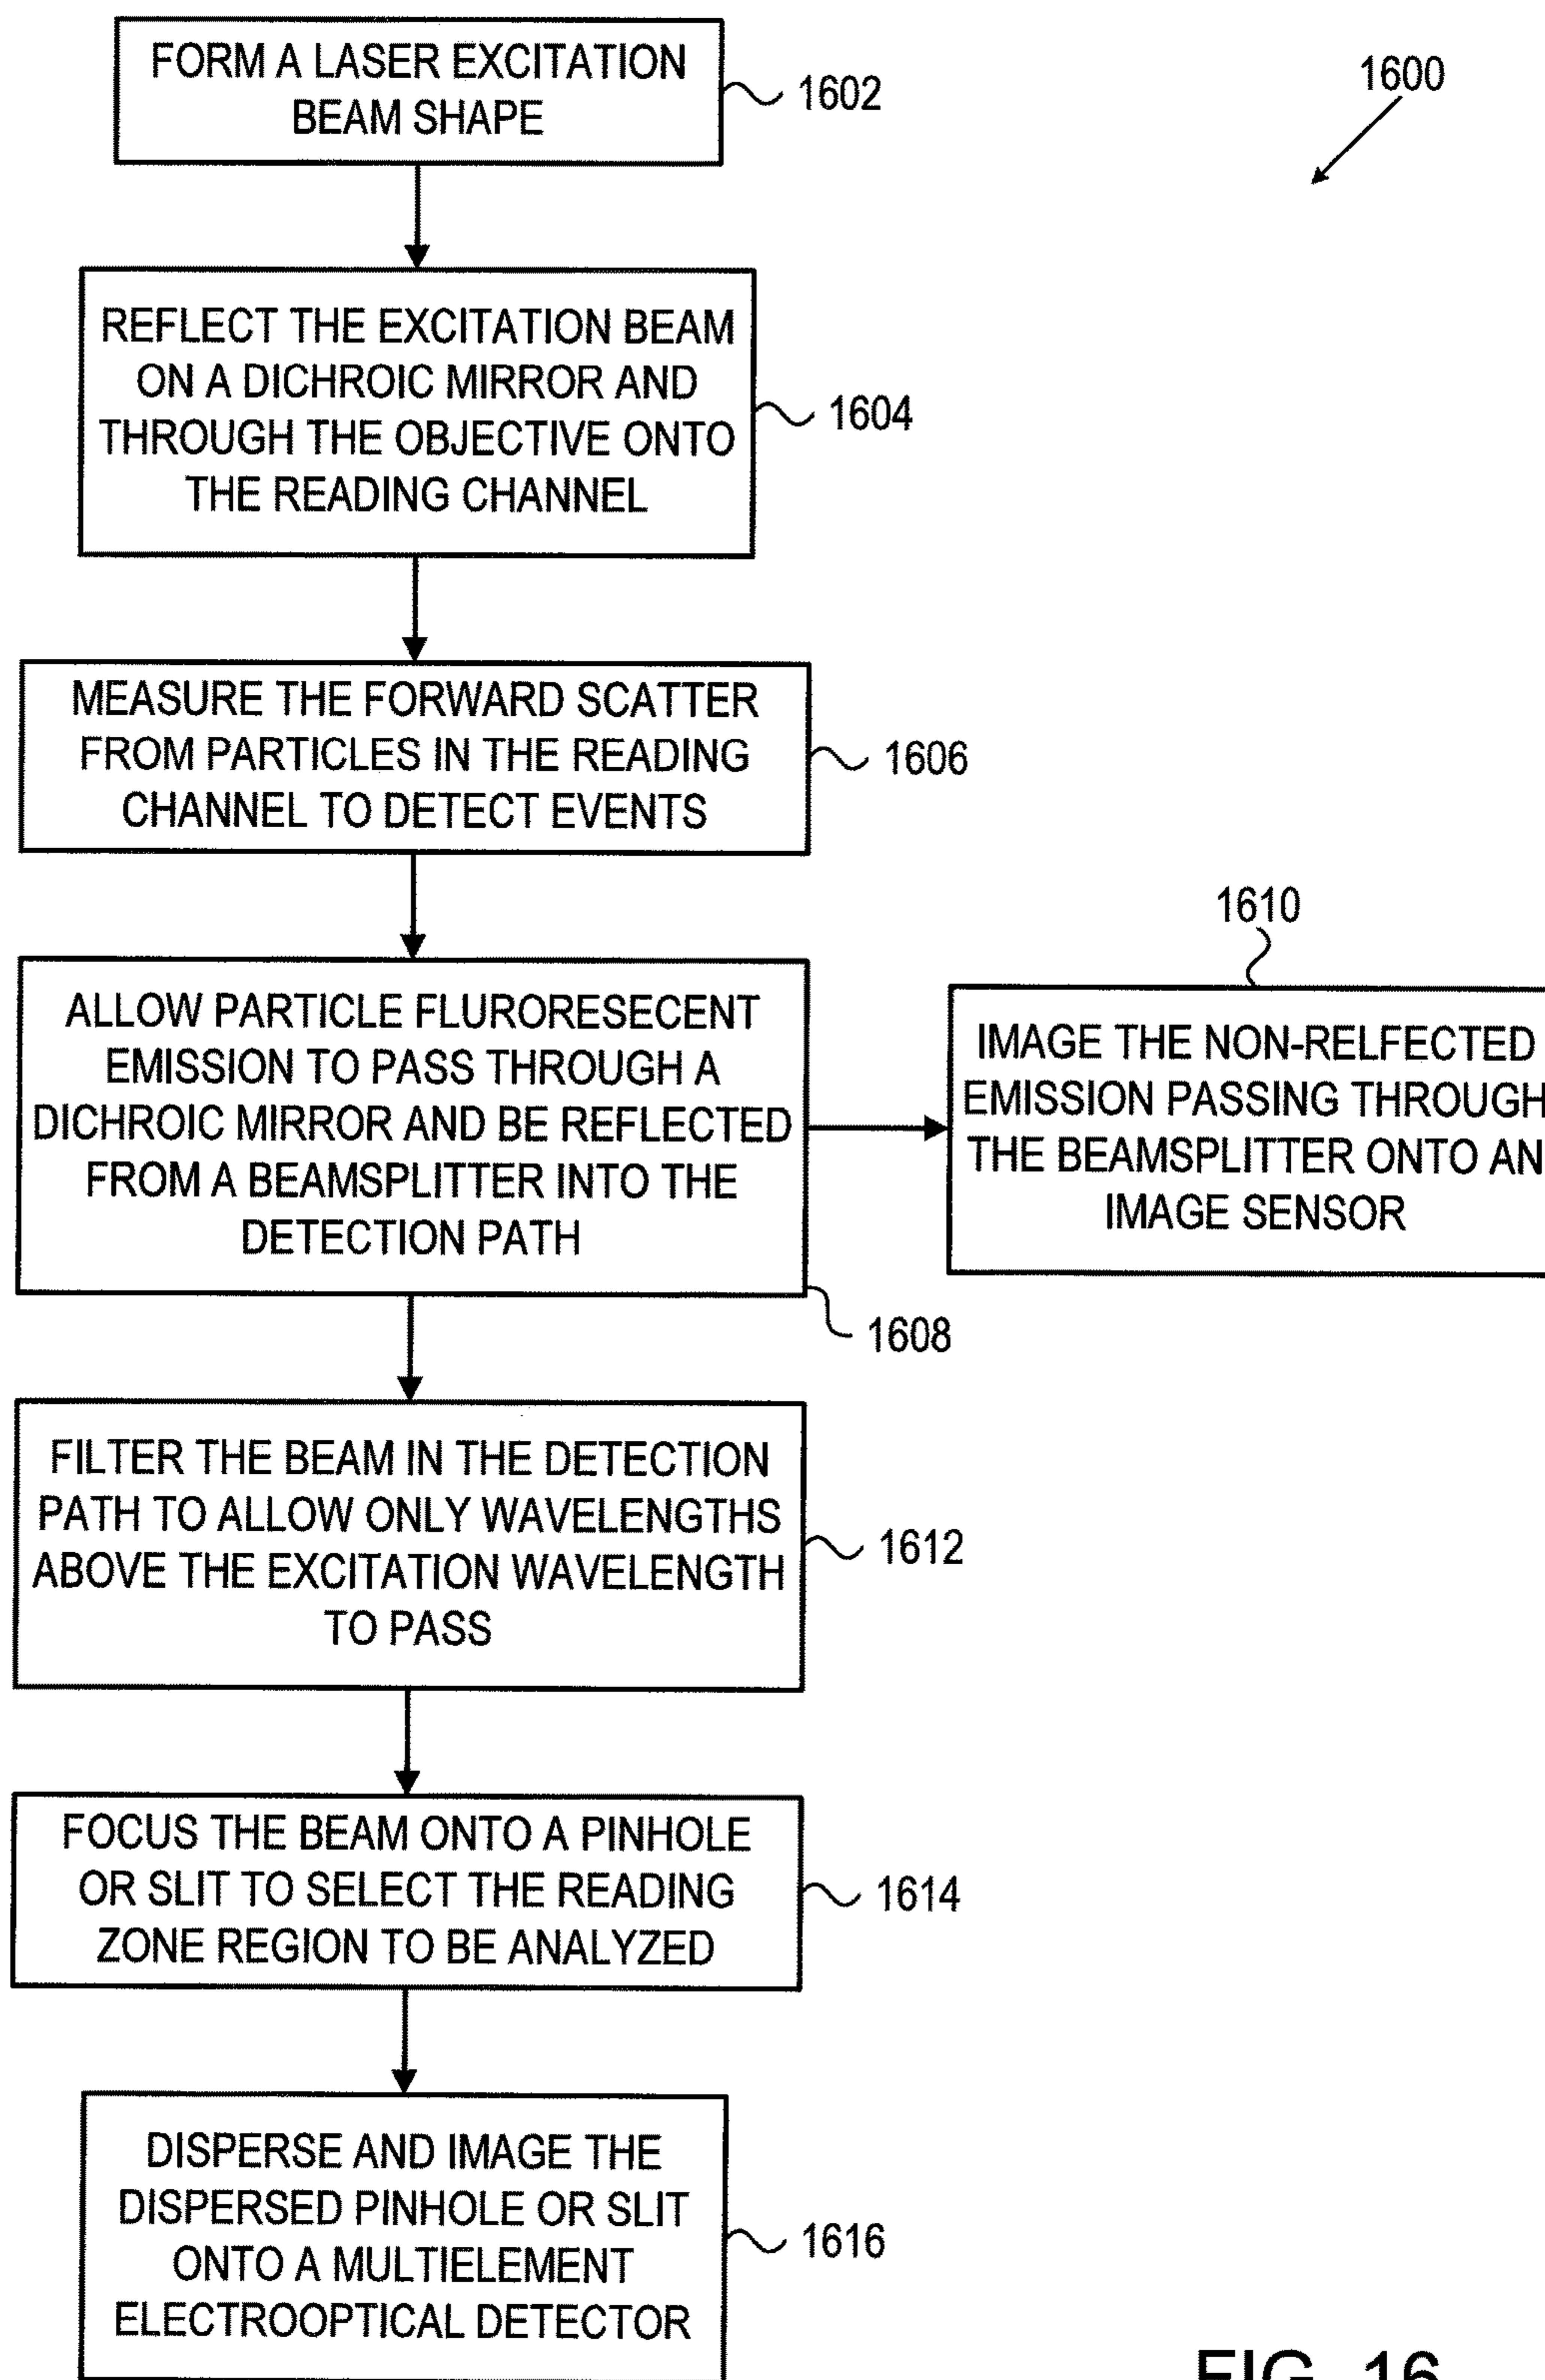 FORM A LASER EXCITATION
BEAM SHAPE
1602
1600
REFLECT THE EXCITATION BEAM
ON A DICHROIC MIRROR AND
THROUGH THE OBJECTIVE ONTO
THE READING CHANNEL
1604
MEASURE THE FORWARD SCATTER
FROM PARTICLES IN THE READING
CHANNEL TO DETECT EVENTS
1606
ALLOW PARTICLE FLURORESECENT
EMISSION TO PASS THROUGH A
DICHROIC MIRROR AND BE REFLECTED
FROM A BEAMSPLITTER INTO THE
DETECTION PATH
1608
1610
IMAGE THE NON-RELFECTED
EMISSION PASSING THROUGH
THE BEAMSPLITTER ONTO AN
IMAGE SENSOR
FILTER THE BEAM IN THE DETECTION
PATH TO ALLOW ONLY WAVELENGTHS
ABOVE THE EXCITATION WAVELENGTH
TO PASS
1612
FOCUS THE BEAM ONTO A PINHOLE
OR SLIT TO SELECT THE READING
ZONE REGION TO BE ANALYZED
1614
DISPERSE AND IMAGE THE
DISPERSED PINHOLE OR SLIT
ONTO A MULTIELEMENT
ELECTROOPTICAL DETECTOR
1616
FIG. 16